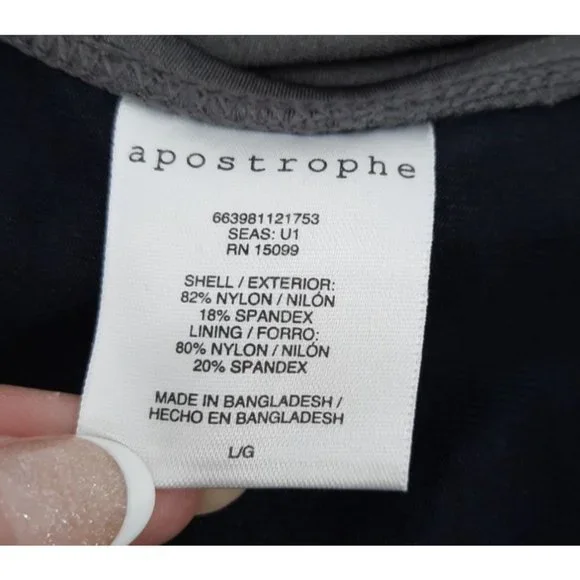 apostrophe
663981121753
SEAS: U1
RN 15099
SHELL / EXTERIOR:
82% NYLON / NILÓN
18% SPANDEX
LINING / FORRO:
80% NYLON / NILÓN
20% SPANDEX
MADE IN BANGLADESH /
HECHO EN BANGLADESH
L/G